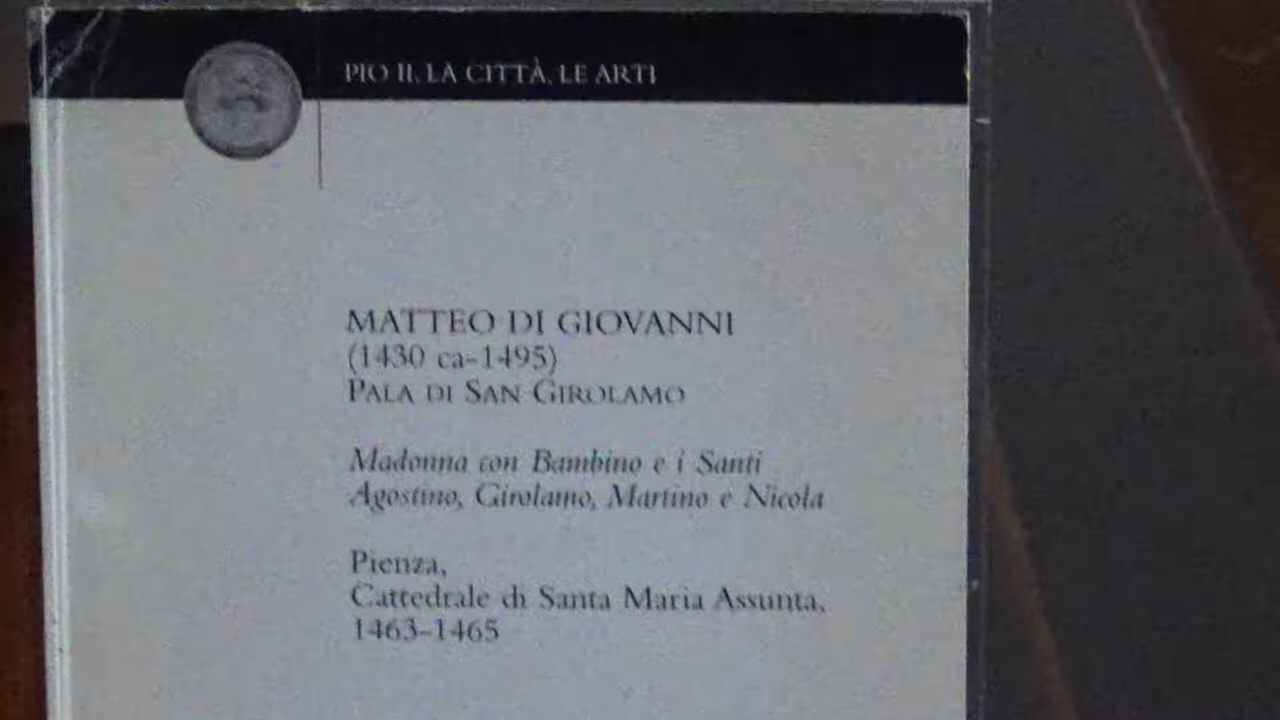 PIO II, LA CITTÀ, LE ARTI
MATTEO DI GIOVANNI
(1430 ca-1495)
PALA DI SAN GIROLAMO
Madonna con Bambino e i Santi
Agostino, Girolamo, Martino e Nicola
Pienza,
Cattedrale di Santa Maria Assunta,
1463-1465